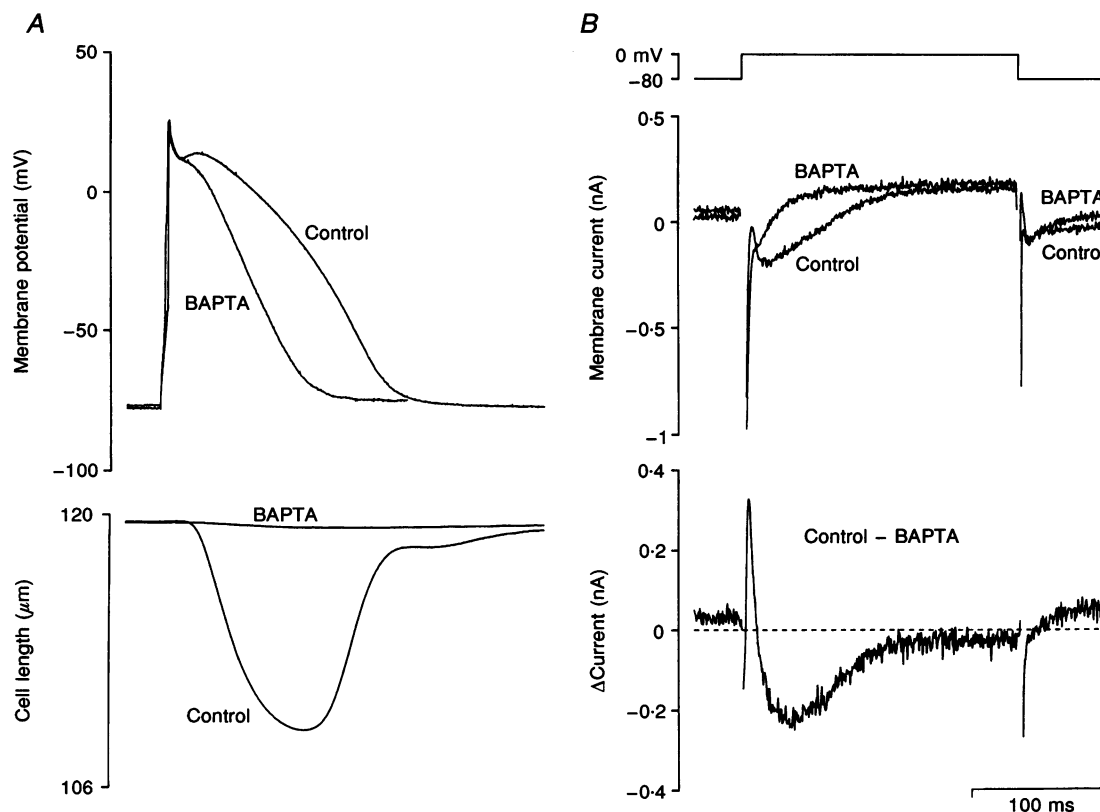 A
50
0
−50
−100
Membrane potential (mV)
Control
BAPTA
120
106
Cell length (μm)
BAPTA
Control
B
0 mV
−80
0·5
0
−0·5
−1
Membrane current (nA)
BAPTA
Control
BAPTA
Contro
0·4
0·2
0
−0·2
−0·4
ΔCurrent (nA)
Control − BAPTA
100 ms